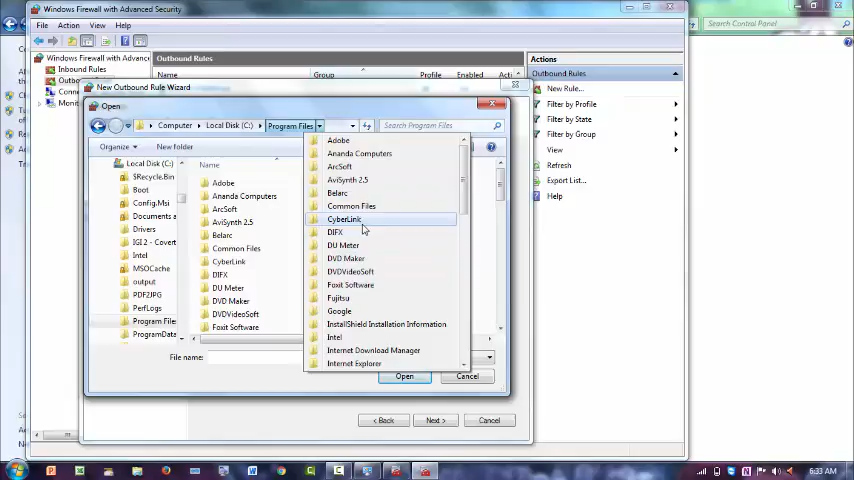 Windows Firewall with Advanced Security
File Action View Help
Search Control Panel
Windows Firewall with Advanc
Inbound Rules
Outbou
Conne
Monit
Outbound Rules
Name Group Profile Enabled Action
Actions
Outbound Rules
New Rule...
Filter by Profile
Filter by State
Filter by Group
View
Refresh
Export List...
Help
New Outbound Rule Wizard
Open
Computer Local Disk (C:) Program Files
Search Program Files
Organize New folder
Local Disk (C:)
$Recycle.Bin
Boot
Config.Msi
Documents a
Drivers
IGI 2 - Covert
Intel
MSOCache
output
PDF2JPG
PerfLogs
Program Files
ProgramData
Name
Adobe
Ananda Computers
ArcSoft
AviSynth 2.5
Belarc
Common Files
CyberLink
DIFX
DU Meter
DVD Maker
DVDVideoSoft
Foxit Software
Adobe
Ananda Computers
ArcSoft
AviSynth 2.5
Belarc
Common Files
CyberLink
DIFX
DU Meter
DVD Maker
DVDVideoSoft
Foxit Software
Fujitsu
Google
InstallShield Installation Information
Intel
Internet Download Manager
Internet Explorer
File name:
Open Cancel
< Back Next > Cancel
6:33 AM